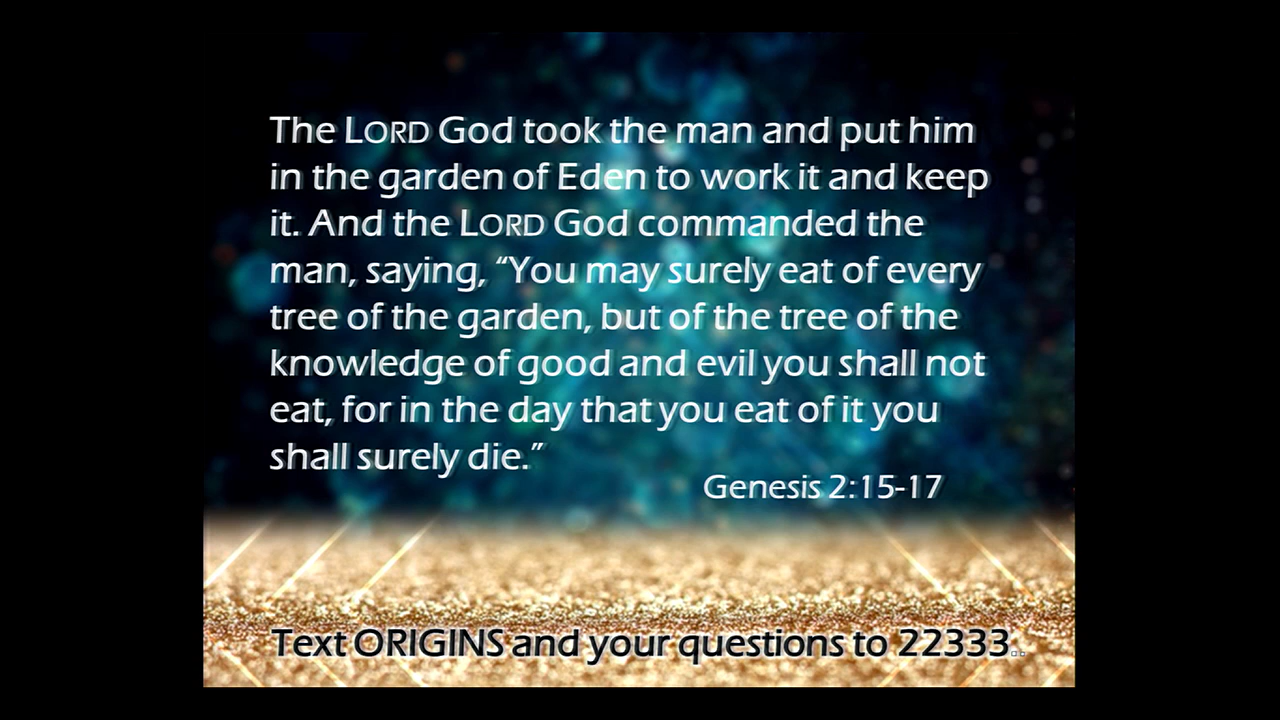 The LORD God took the man and put him
in the garden of Eden to work it and keep
it. And the LORD God commanded the
man, saying, “You may surely eat of every
tree of the garden, but of the tree of the
knowledge of good and evil you shall not
eat, for in the day that you eat of it you
shall surely die.”
Genesis 2:15-17
Text ORIGINS and your questions to 22333..